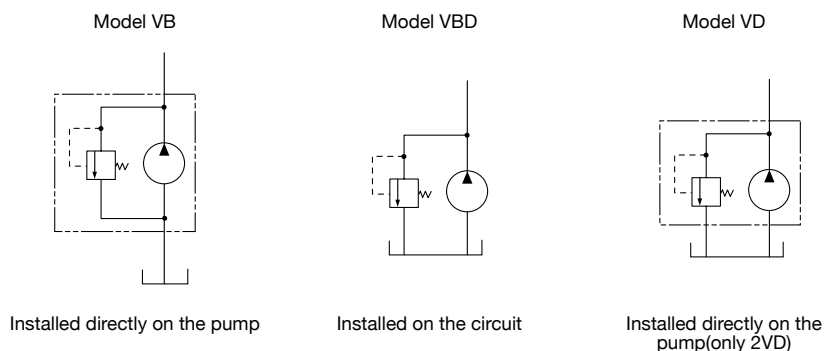 Model VB
Model VBD
Model VD
Installed directly on the pump
Installed on the circuit
Installed directly on the
pump(only 2VD)